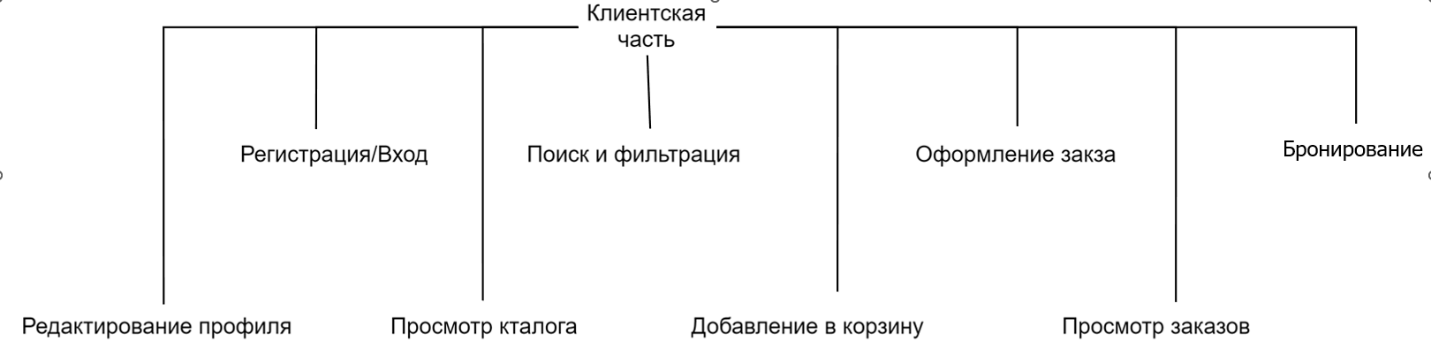 Клиентская
часть
Регистрация/Вход
Поиск и фильтрация
Оформление закза
Бронирование
Редактирование профиля
Просмотр кталога
Добавление в корзину
Просмотр заказов